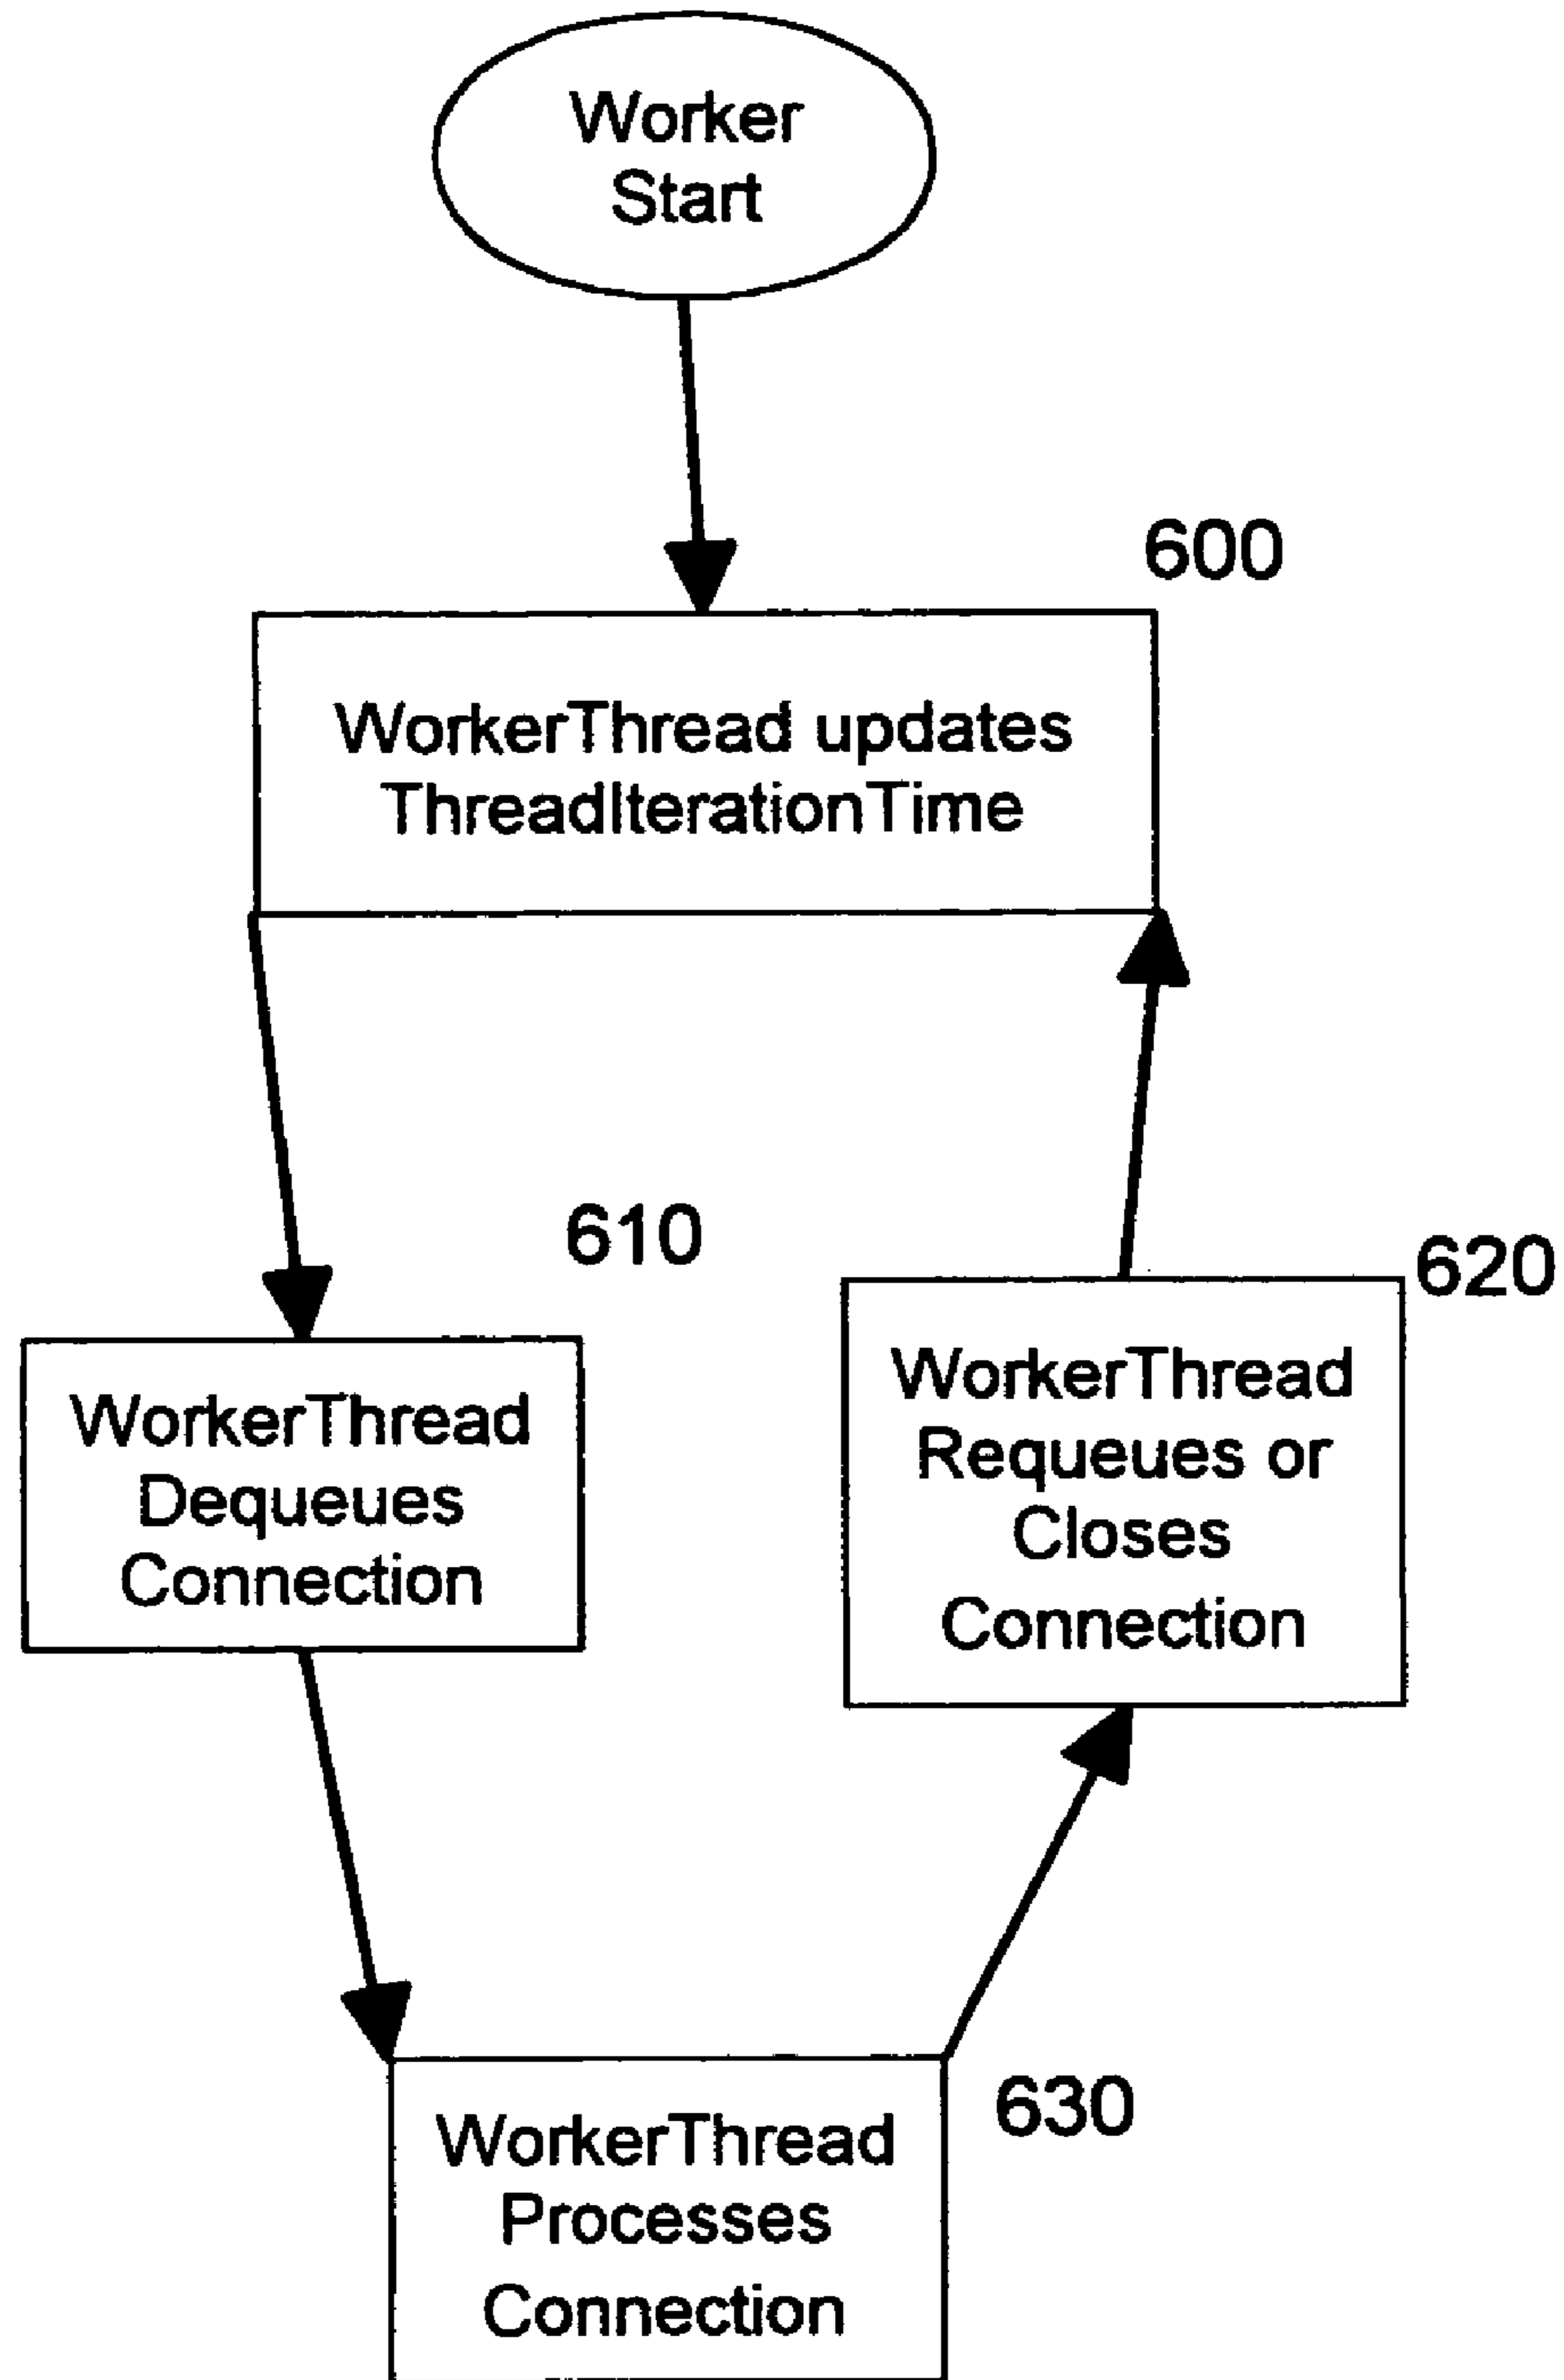 Worker
Start
600
WorkerThread updates
ThreadIterationTime
610
620
WorkerThread
Dequeues
Connection
WorkerThread
Requeues or
Closes
Connection
630
WorkerThread
Processes
Connection